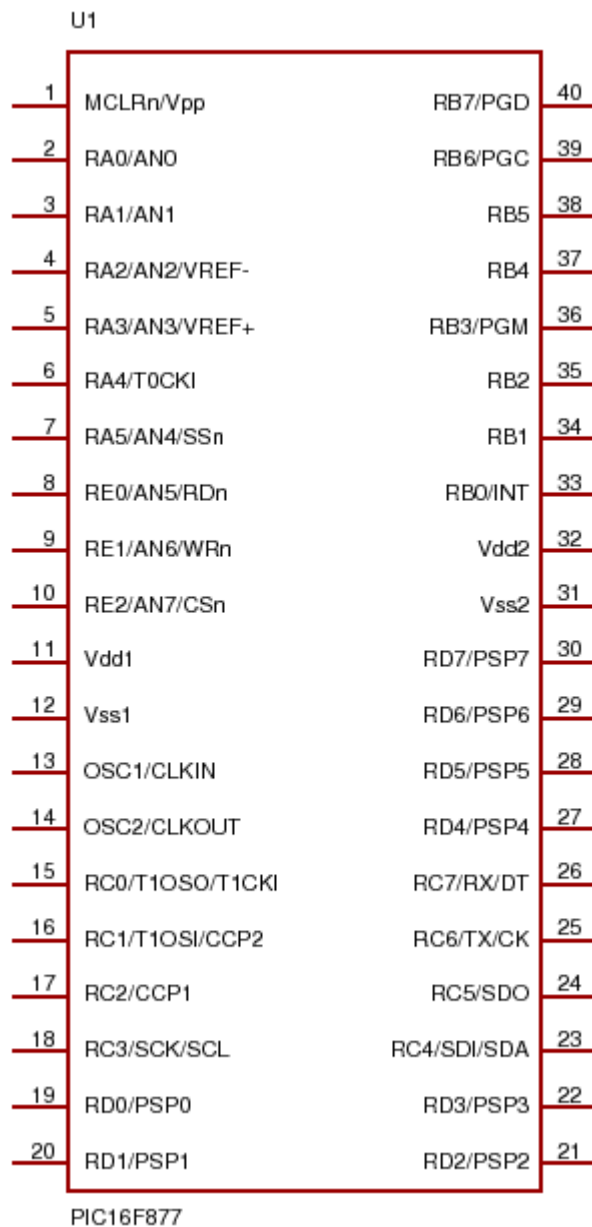 U1
1 MCLRn/Vpp RB7/PGD 40
2 RA0/AN0 RB6/PGC 39
3 RA1/AN1 RB5 38
4 RA2/AN2/VREF- RB4 37
5 RA3/AN3/VREF+ RB3/PGM 36
6 RA4/T0CKI RB2 35
7 RA5/AN4/SSn RB1 34
8 RE0/AN5/RDn RB0/INT 33
9 RE1/AN6/WRn Vdd2 32
10 RE2/AN7/CSn Vss2 31
11 Vdd1 RD7/PSP7 30
12 Vss1 RD6/PSP6 29
13 OSC1/CLKIN RD5/PSP5 28
14 OSC2/CLKOUT RD4/PSP4 27
15 RC0/T1OSO/T1CKI RC7/RX/DT 26
16 RC1/T1OSI/CCP2 RC6/TX/CK 25
17 RC2/CCP1 RC5/SDO 24
18 RC3/SCK/SCL RC4/SDI/SDA 23
19 RD0/PSP0 RD3/PSP3 22
20 RD1/PSP1 RD2/PSP2 21
PIC16F877